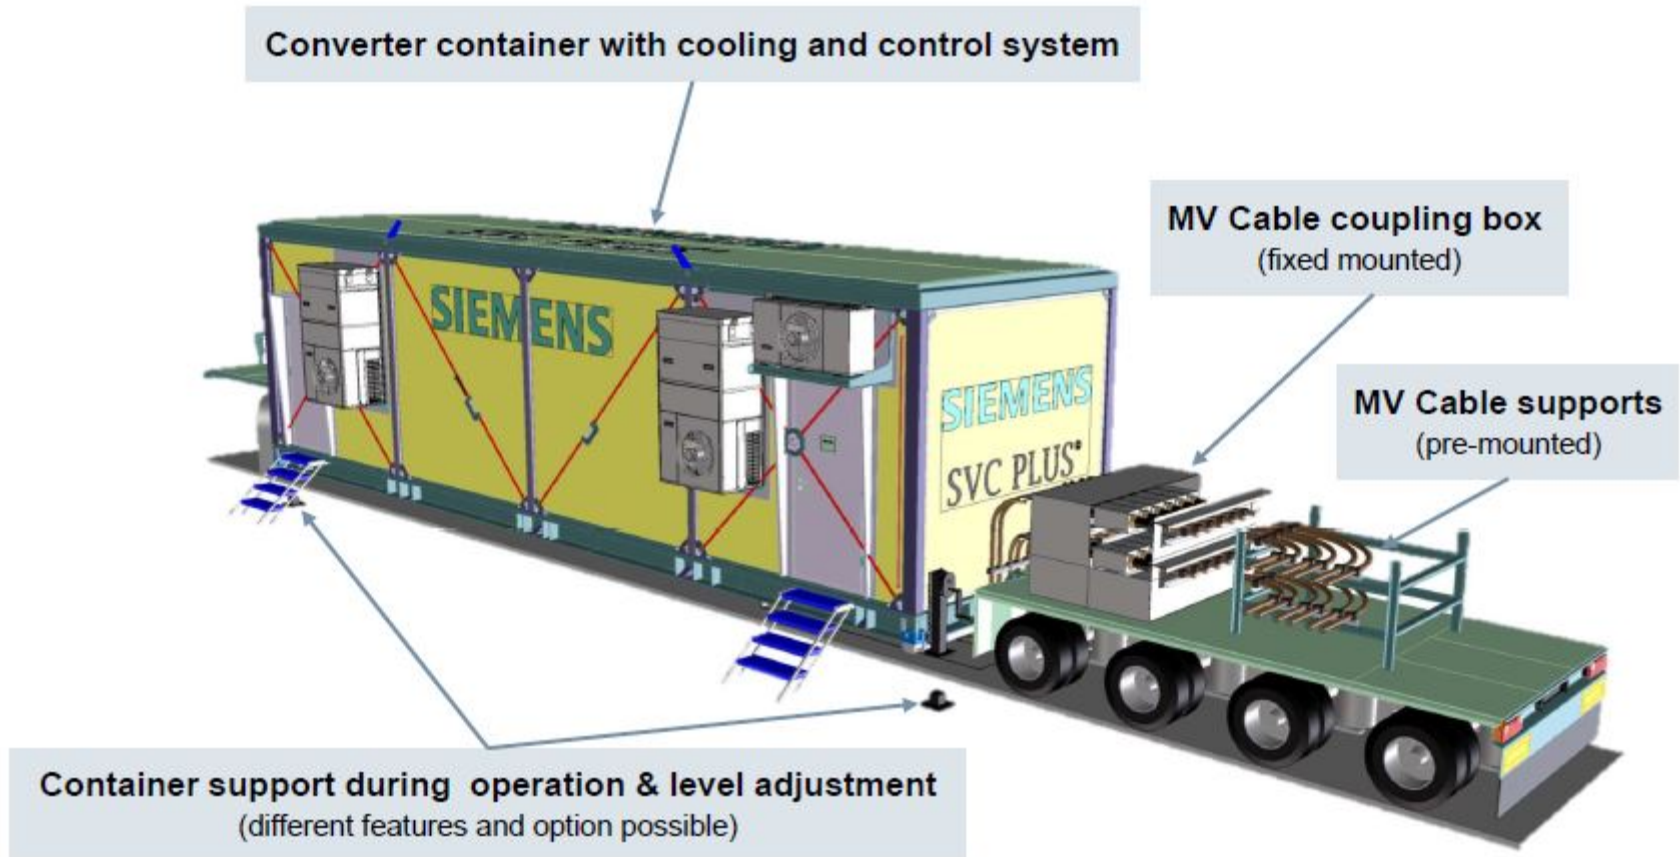 Converter container with cooling and control system
MV Cable coupling box
(fixed mounted)
MV Cable supports
(pre-mounted)
SIEMENS
SIEMENS
SVC PLUS®
Container support during operation & level adjustment
(different features and option possible)